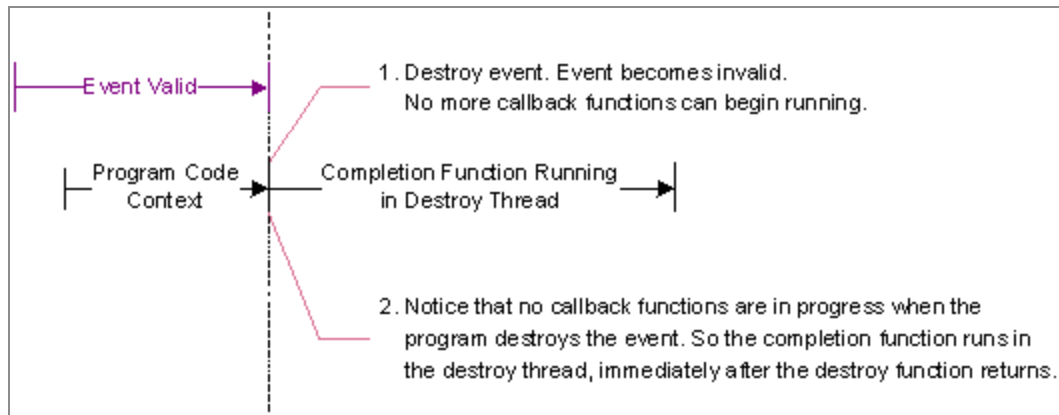 Event Valid
1. Destroy event. Event becomes invalid.
No more callback functions can begin running.
Program Code
Context
Completion Function Running
in Destroy Thread
2. Notice that no callback functions are in progress when the
program destroys the event. So the completion function runs in
the destroy thread, immediately after the destroy function returns.